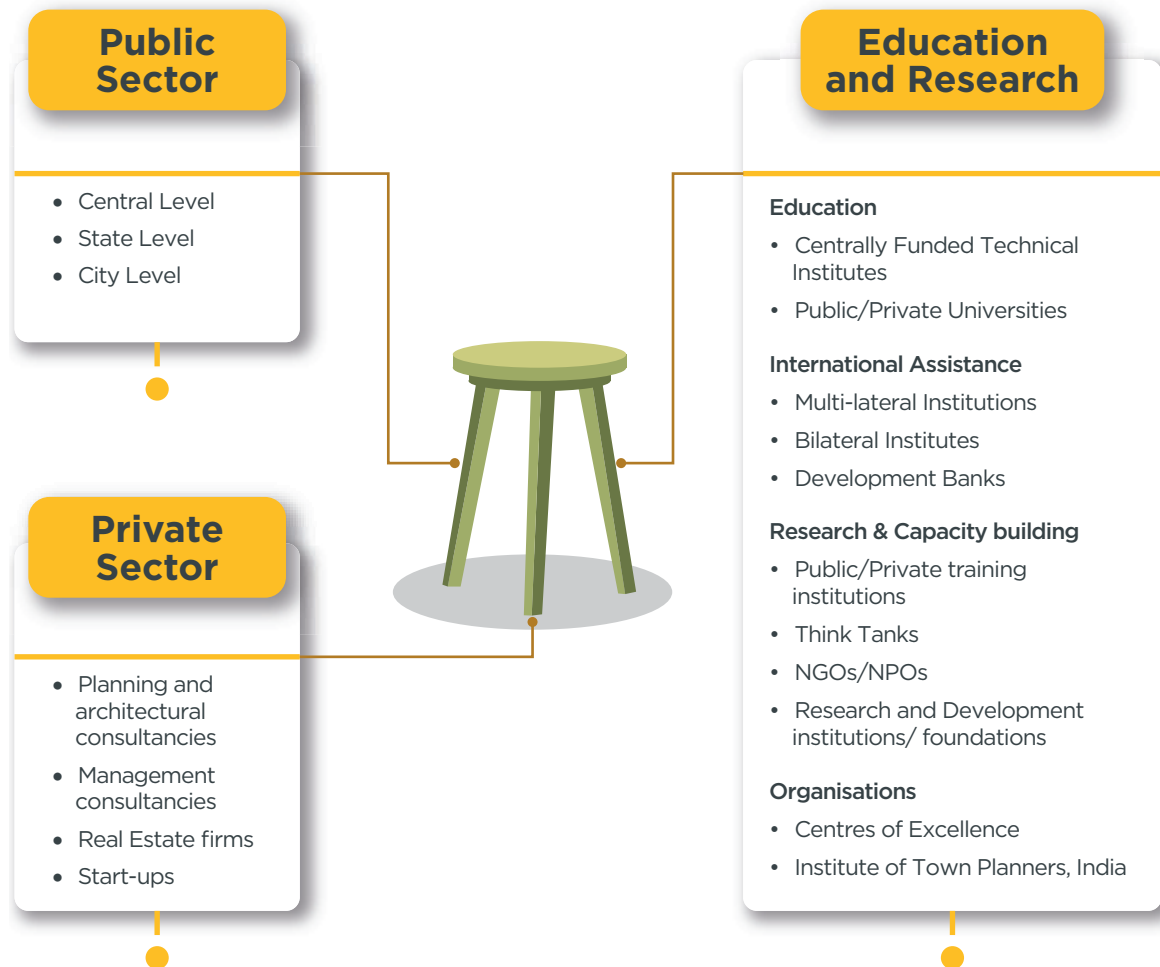 Public
Sector
• Central Level
• State Level
• City Level
Private
Sector
• Planning and
architectural
consultancies
• Management
consultancies
• Real Estate firms
• Start-ups
Education
and Research
Education
• Centrally Funded Technical
Institutes
• Public/Private Universities
International Assistance
• Multi-lateral Institutions
• Bilateral Institutes
• Development Banks
Research & Capacity building
• Public/Private training
institutions
• Think Tanks
• NGOs/NPOs
• Research and Development
institutions/ foundations
Organisations
• Centres of Excellence
• Institute of Town Planners, India